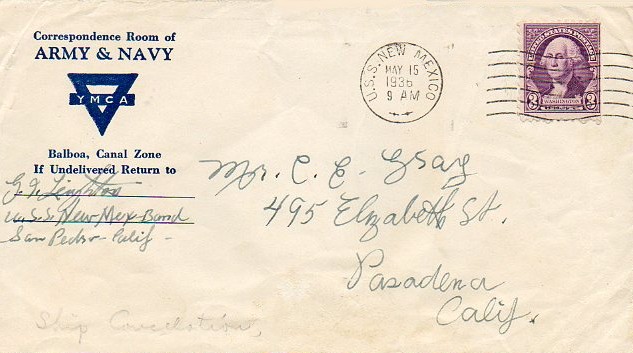 Correspondence Room of
ARMY & NAVY
YMCA
Balboa, Canal Zone
If Undelivered Return to
U.S.S. New Mex Band
San Pedro - Calif -
U.S.S. NEW MEXICO
MAY 15
1936
9 AM
UNITED STATES POSTAGE
3 WASHINGTON 3
Mr. C. E. Gray
495 Elizabeth St.
Pasadena
Calif.
Ship Cancelation,